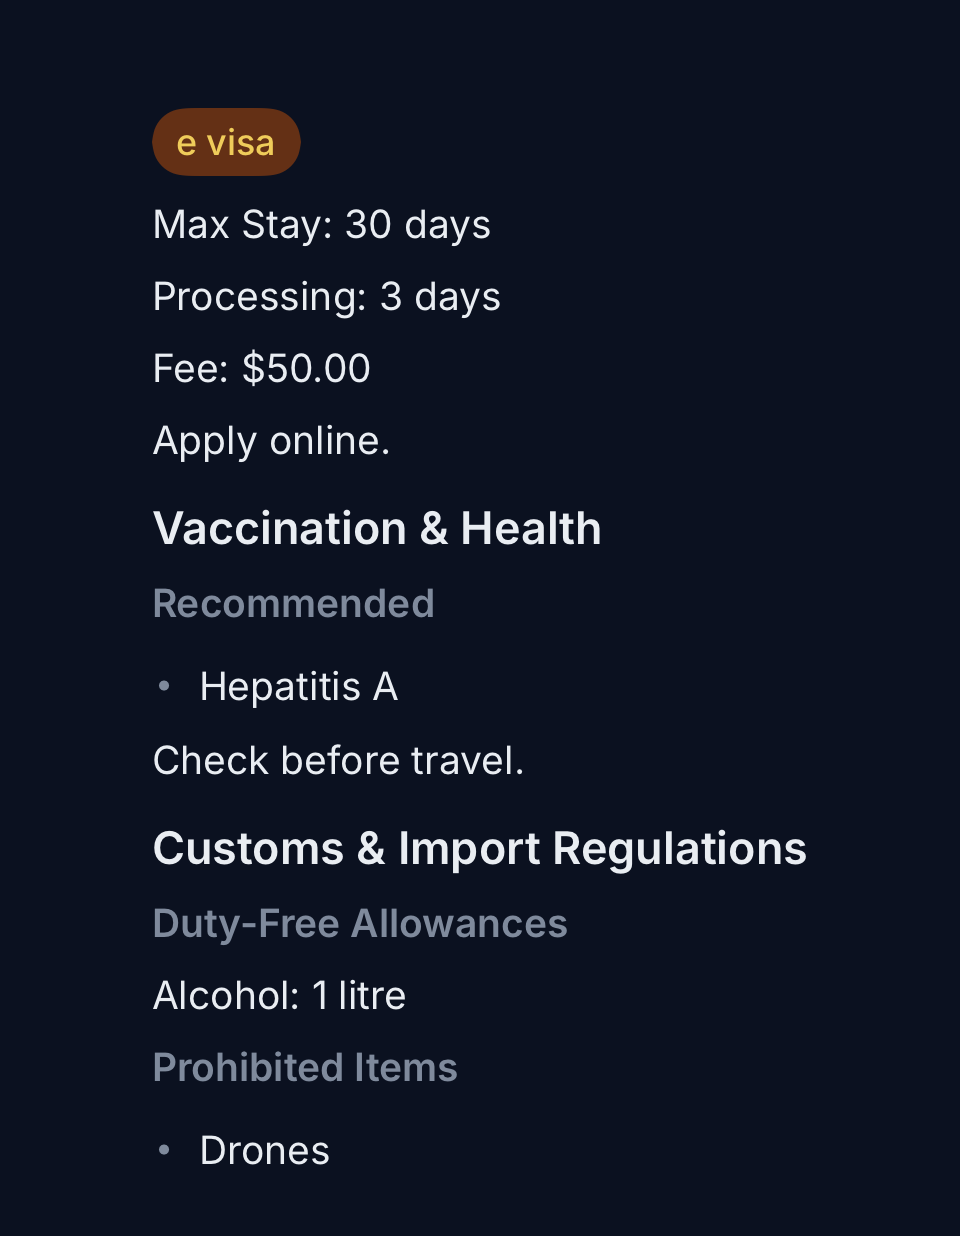 e visa
Max Stay: 30 days
Processing: 3 days
Fee: $50.00
Apply online.
Vaccination & Health
Recommended
• Hepatitis A
Check before travel.
Customs & Import Regulations
Duty-Free Allowances
Alcohol: 1 litre
Prohibited Items
• Drones